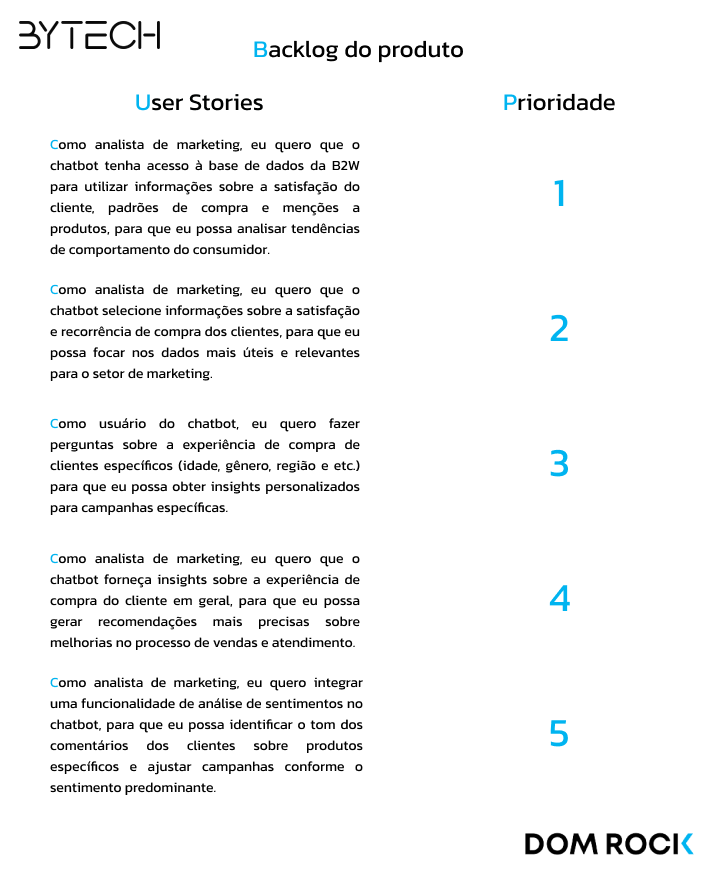 BYTECH
Backlog do produto
User Stories
Prioridade
Como analista de marketing, eu quero que o
chatbot tenha acesso à base de dados da B2W
para utilizar informações sobre a satisfação do
cliente, padrões de compra e menções a
produtos, para que eu possa analisar tendências
de comportamento do consumidor.
1
Como analista de marketing, eu quero que o
chatbot selecione informações sobre a satisfação
e recorrência de compra dos clientes, para que eu
possa focar nos dados mais úteis e relevantes
para o setor de marketing.
2
Como usuário do chatbot, eu quero fazer
perguntas sobre a experiência de compra de
clientes específicos (idade, gênero, região e etc.)
para que eu possa obter insights personalizados
para campanhas específicas.
3
Como analista de marketing, eu quero que o
chatbot forneça insights sobre a experiência de
compra do cliente em geral, para que eu possa
gerar recomendações mais precisas sobre
melhorias no processo de vendas e atendimento.
4
Como analista de marketing, eu quero integrar
uma funcionalidade de análise de sentimentos no
chatbot, para que eu possa identificar o tom dos
comentários dos clientes sobre produtos
específicos e ajustar campanhas conforme o
sentimento predominante.
5
DOM ROCK